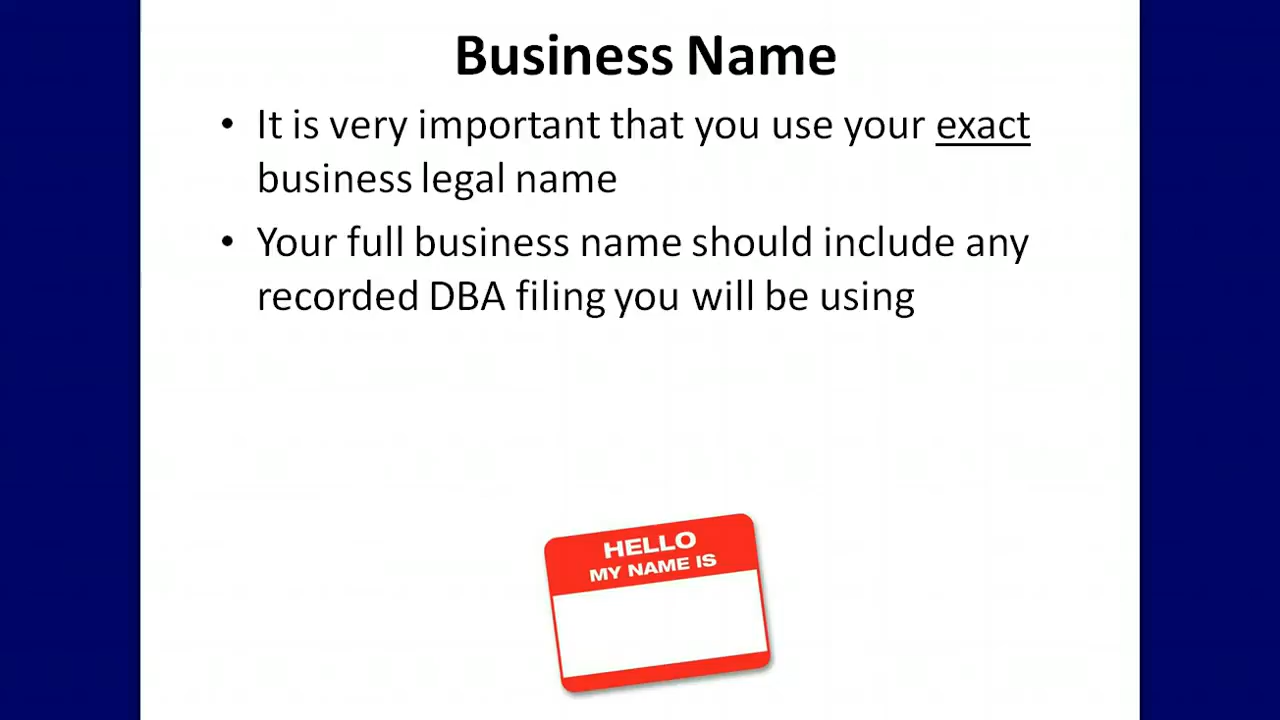 Business Name
• It is very important that you use your exact
business legal name
• Your full business name should include any
recorded DBA filing you will be using
HELLO
MY NAME IS